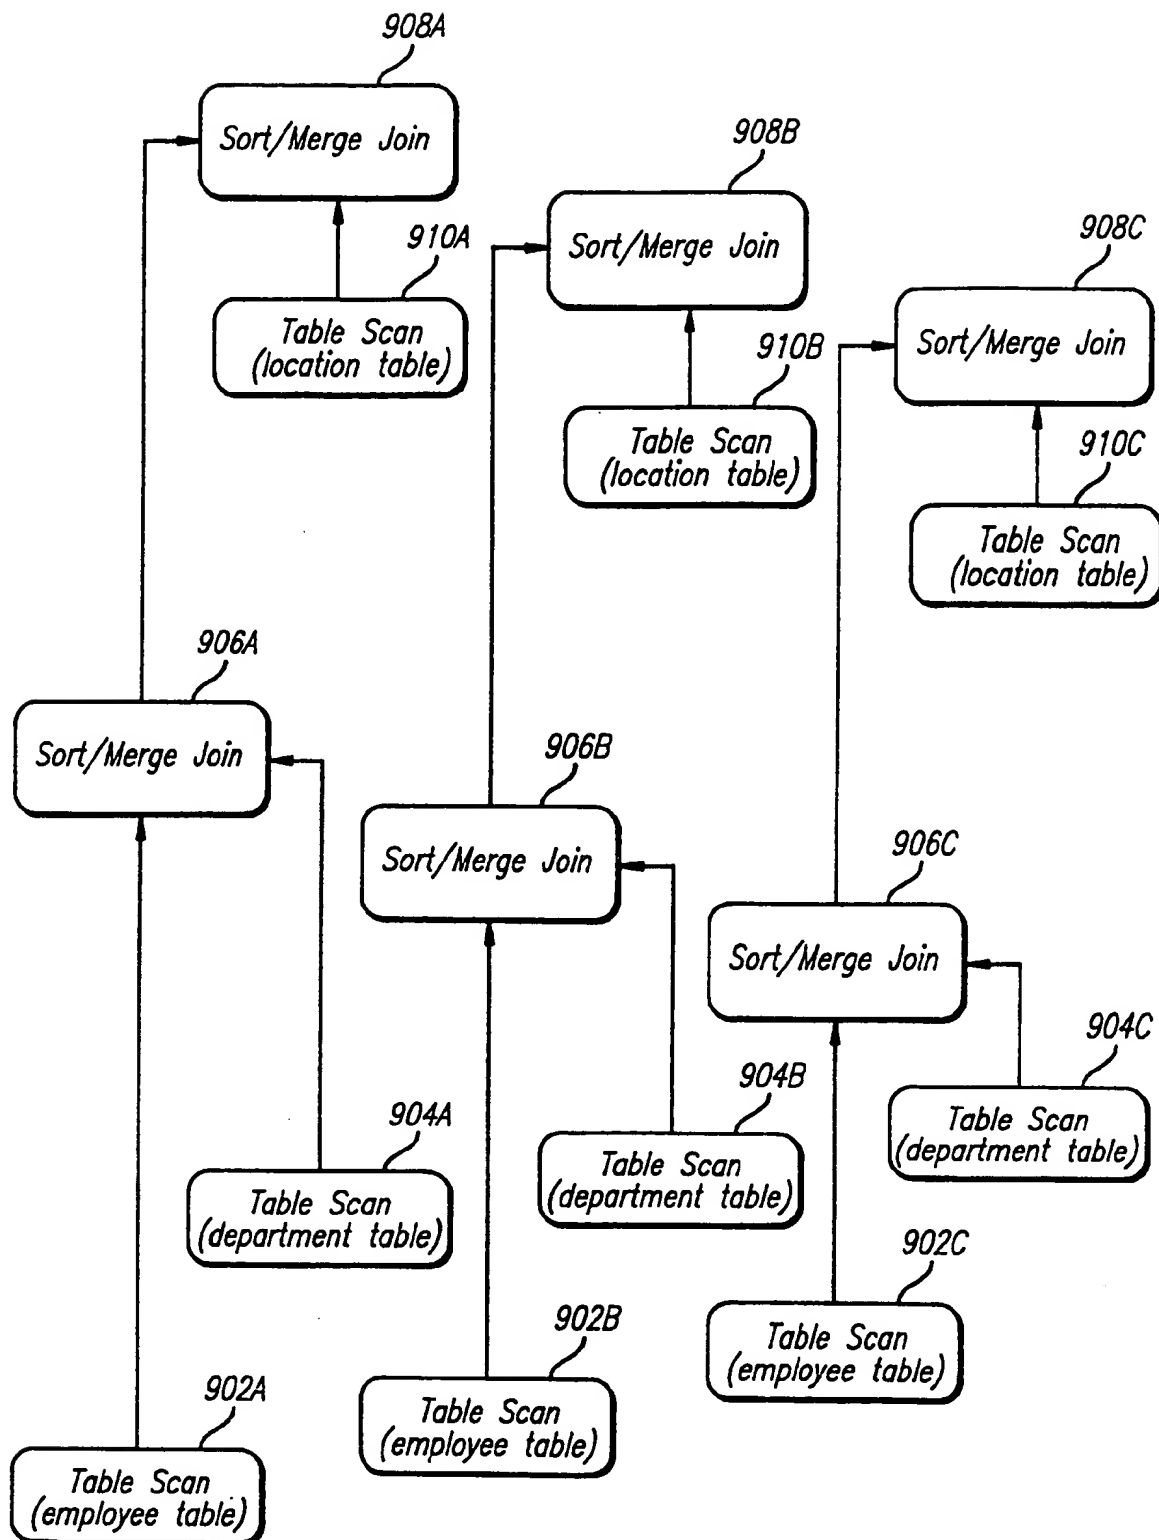 908A
Sort/Merge Join
908B
Sort/Merge Join
908C
Sort/Merge Join
910A
Table Scan
(location table)
910B
Table Scan
(location table)
910C
Table Scan
(location table)
906A
Sort/Merge Join
906B
Sort/Merge Join
906C
Sort/Merge Join
904A
Table Scan
(department table)
904B
Table Scan
(department table)
904C
Table Scan
(department table)
902A
Table Scan
(employee table)
902B
Table Scan
(employee table)
902C
Table Scan
(employee table)